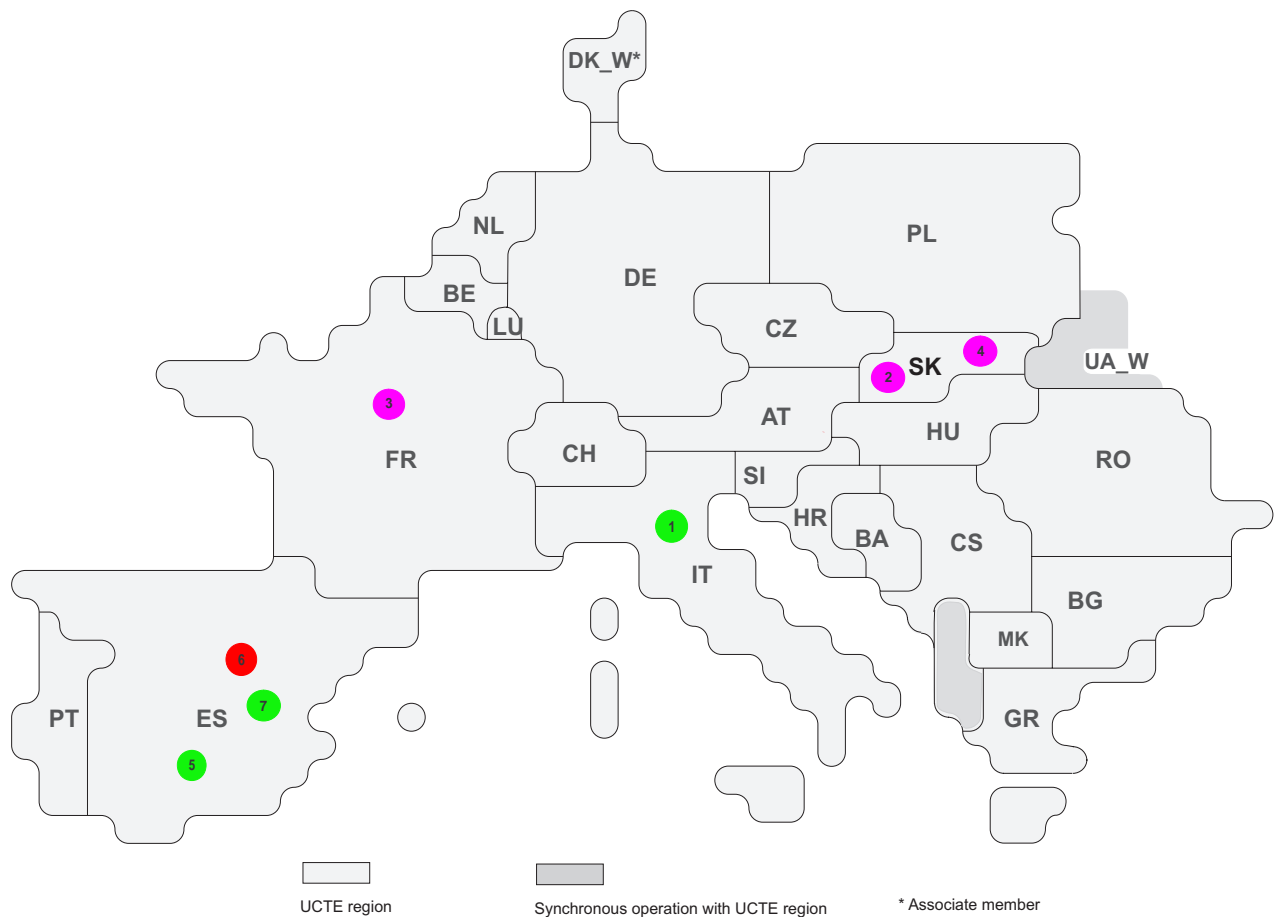 DK_W*
NL
PL
DE
BE
CZ
LU
4
SK
UA_W
2
3
AT
HU
FR
CH
RO
SI
HR
1
BA
CS
IT
BG
MK
6
7
PT
ES
GR
5
UCTE region
Synchronous operation with UCTE region
* Associate member